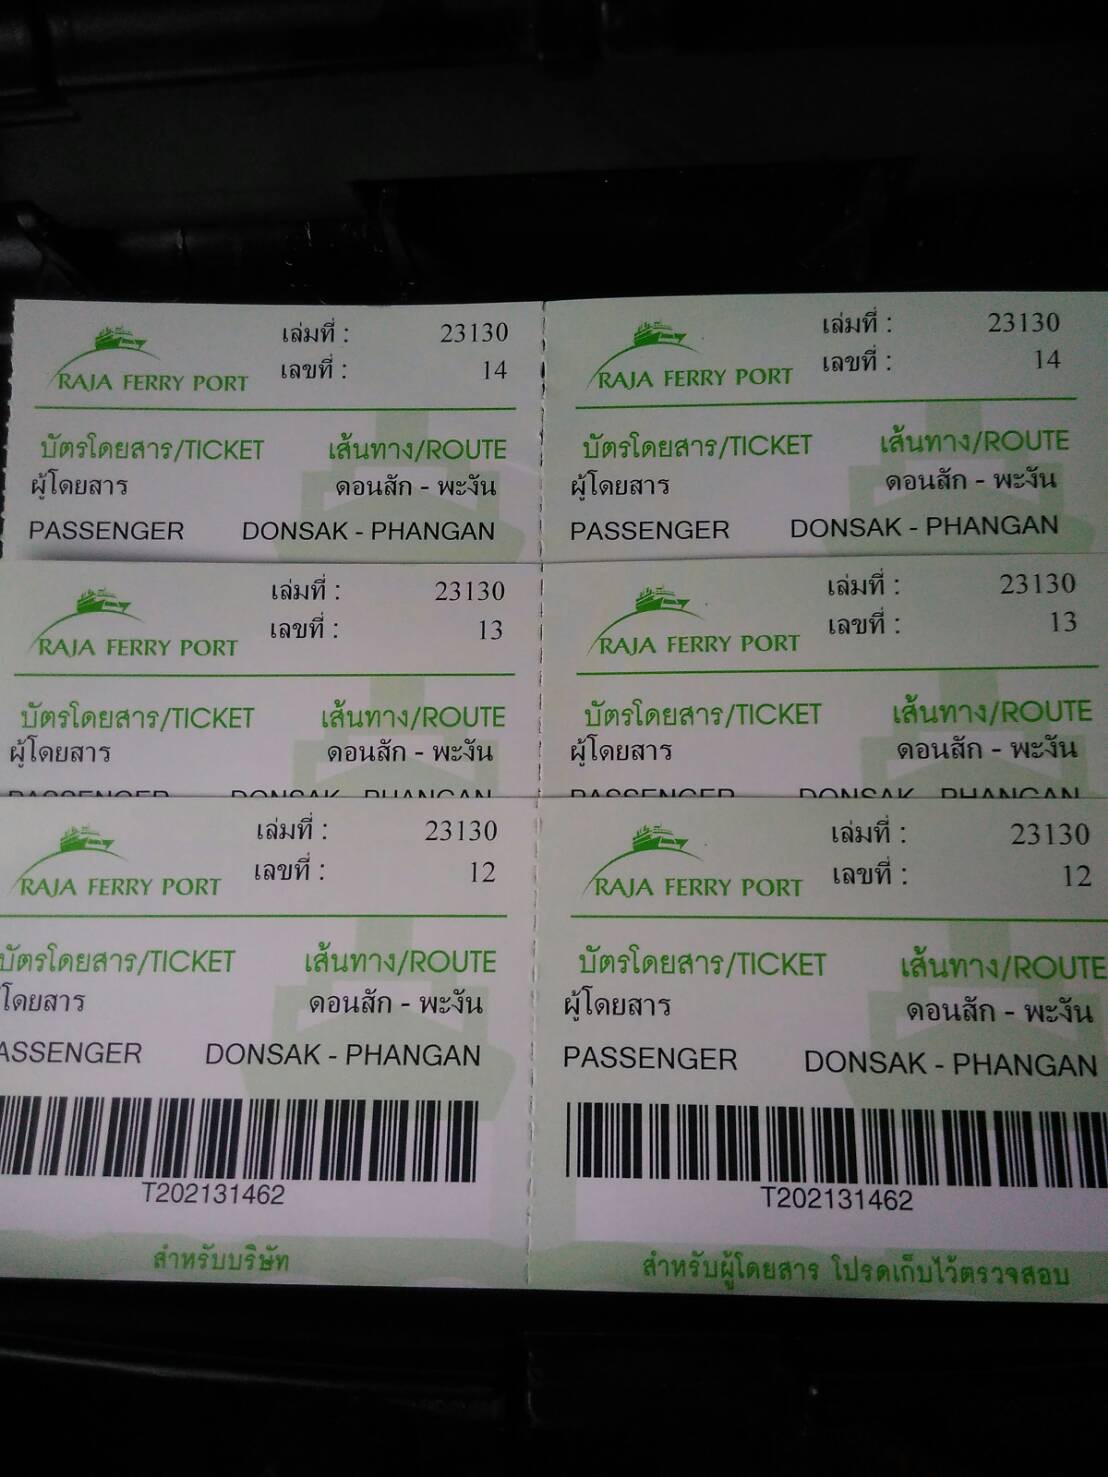 เล่มที่ : 23130
เลขที่ : 14
RAJA FERRY PORT
บัตรโดยสาร/TICKET เส้นทาง/ROUTE
ผู้โดยสาร ดอนสัก - พะงัน
PASSENGER DONSAK - PHANGAN
เล่มที่ : 23130
เลขที่ : 14
RAJA FERRY PORT
บัตรโดยสาร/TICKET เส้นทาง/ROUTE
ผู้โดยสาร ดอนสัก - พะงัน
PASSENGER DONSAK - PHANGAN
เล่มที่ : 23130
เลขที่ : 13
RAJA FERRY PORT
บัตรโดยสาร/TICKET เส้นทาง/ROUTE
ผู้โดยสาร ดอนสัก - พะงัน
PASSENGER DONSAK - PHANGAN
เล่มที่ : 23130
เลขที่ : 13
RAJA FERRY PORT
บัตรโดยสาร/TICKET เส้นทาง/ROUTE
ผู้โดยสาร ดอนสัก - พะงัน
PASSENGER DONSAK - PHANGAN
เล่มที่ : 23130
เลขที่ : 12
RAJA FERRY PORT
บัตรโดยสาร/TICKET เส้นทาง/ROUTE
ผู้โดยสาร ดอนสัก - พะงัน
ASSENGER DONSAK - PHANGAN
T202131462
สำหรับบริษัท
เล่มที่ : 23130
เลขที่ : 12
RAJA FERRY PORT
บัตรโดยสาร/TICKET เส้นทาง/ROUTE
ผู้โดยสาร ดอนสัก - พะงัน
PASSENGER DONSAK - PHANGAN
T202131462
สำหรับผู้โดยสาร โปรดเก็บไว้ตรวจสอบ